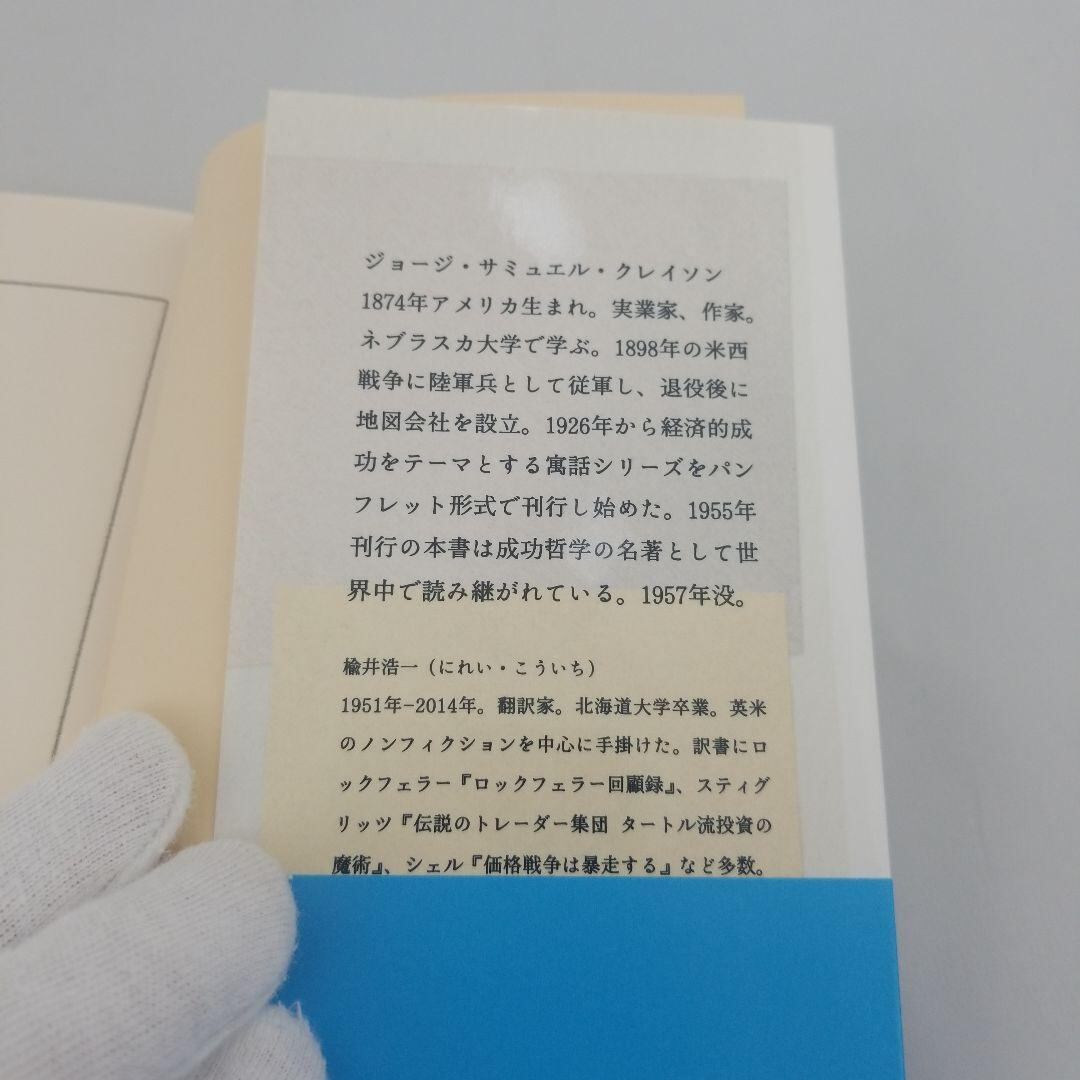 ジョージ・サミュエル・クレイソン
1874年アメリカ生まれ。実業家、作家。
ネブラスカ大学で学ぶ。1898年の米西
戦争に陸軍兵として従軍し、退役後に
地図会社を設立。1926年から経済的成
功をテーマとする寓話シリーズをパン
フレット形式で刊行し始めた。1955年
刊行の本書は成功哲学の名著として世
界中で読み継がれている。1957年没。
楡井浩一（にれい・こういち）
1951年–2014年。翻訳家。北海道大学卒業。英米
のノンフィクションを中心に手掛けた。訳書にロ
ックフェラー『ロックフェラー回顧録』、スティグ
リッツ『伝説のトレーダー集団 タートル流投資の
魔術』、シェル『価格戦争は暴走する』など多数。